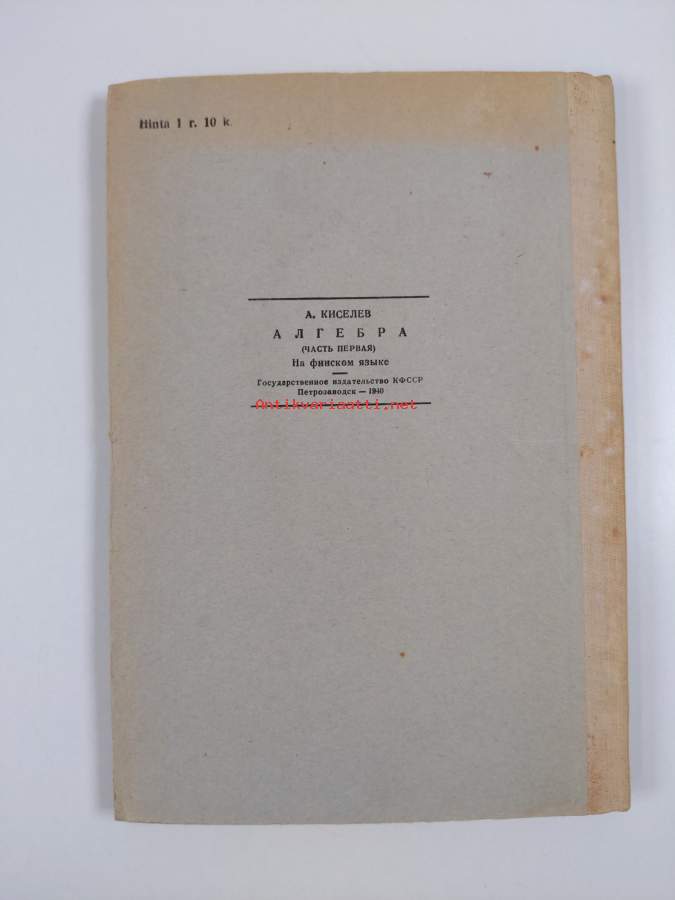 Hinta 1 r. 10 k.
А. КИСЕЛЕВ
АЛГЕБРА
(ЧАСТЬ ПЕРВАЯ)
На финском языке
Государственное издательство КФССР
Петрозаводск — 1940
Antikvariaatti.net